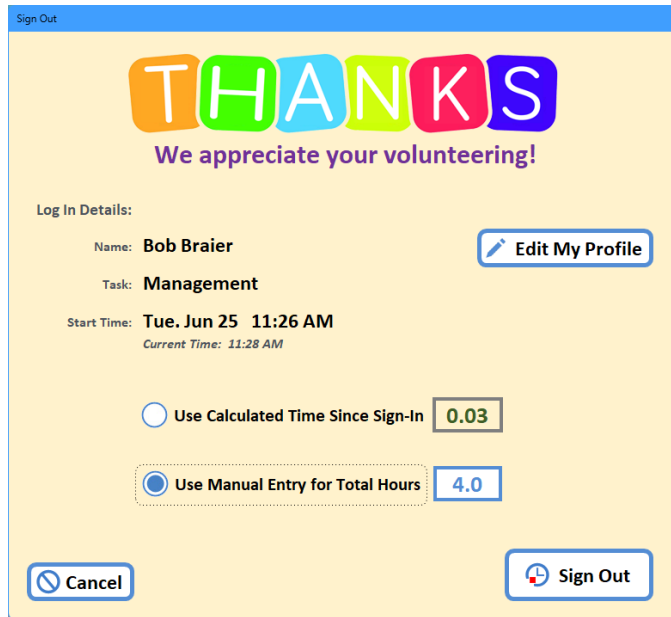 Sign Out
THANKS
We appreciate your volunteering!
Log In Details:
Name: Bob Braier
Edit My Profile
Task: Management
Start Time: Tue. Jun 25 11:26 AM
Current Time: 11:28 AM
Use Calculated Time Since Sign-In 0.03
Use Manual Entry for Total Hours 4.0
Cancel
Sign Out